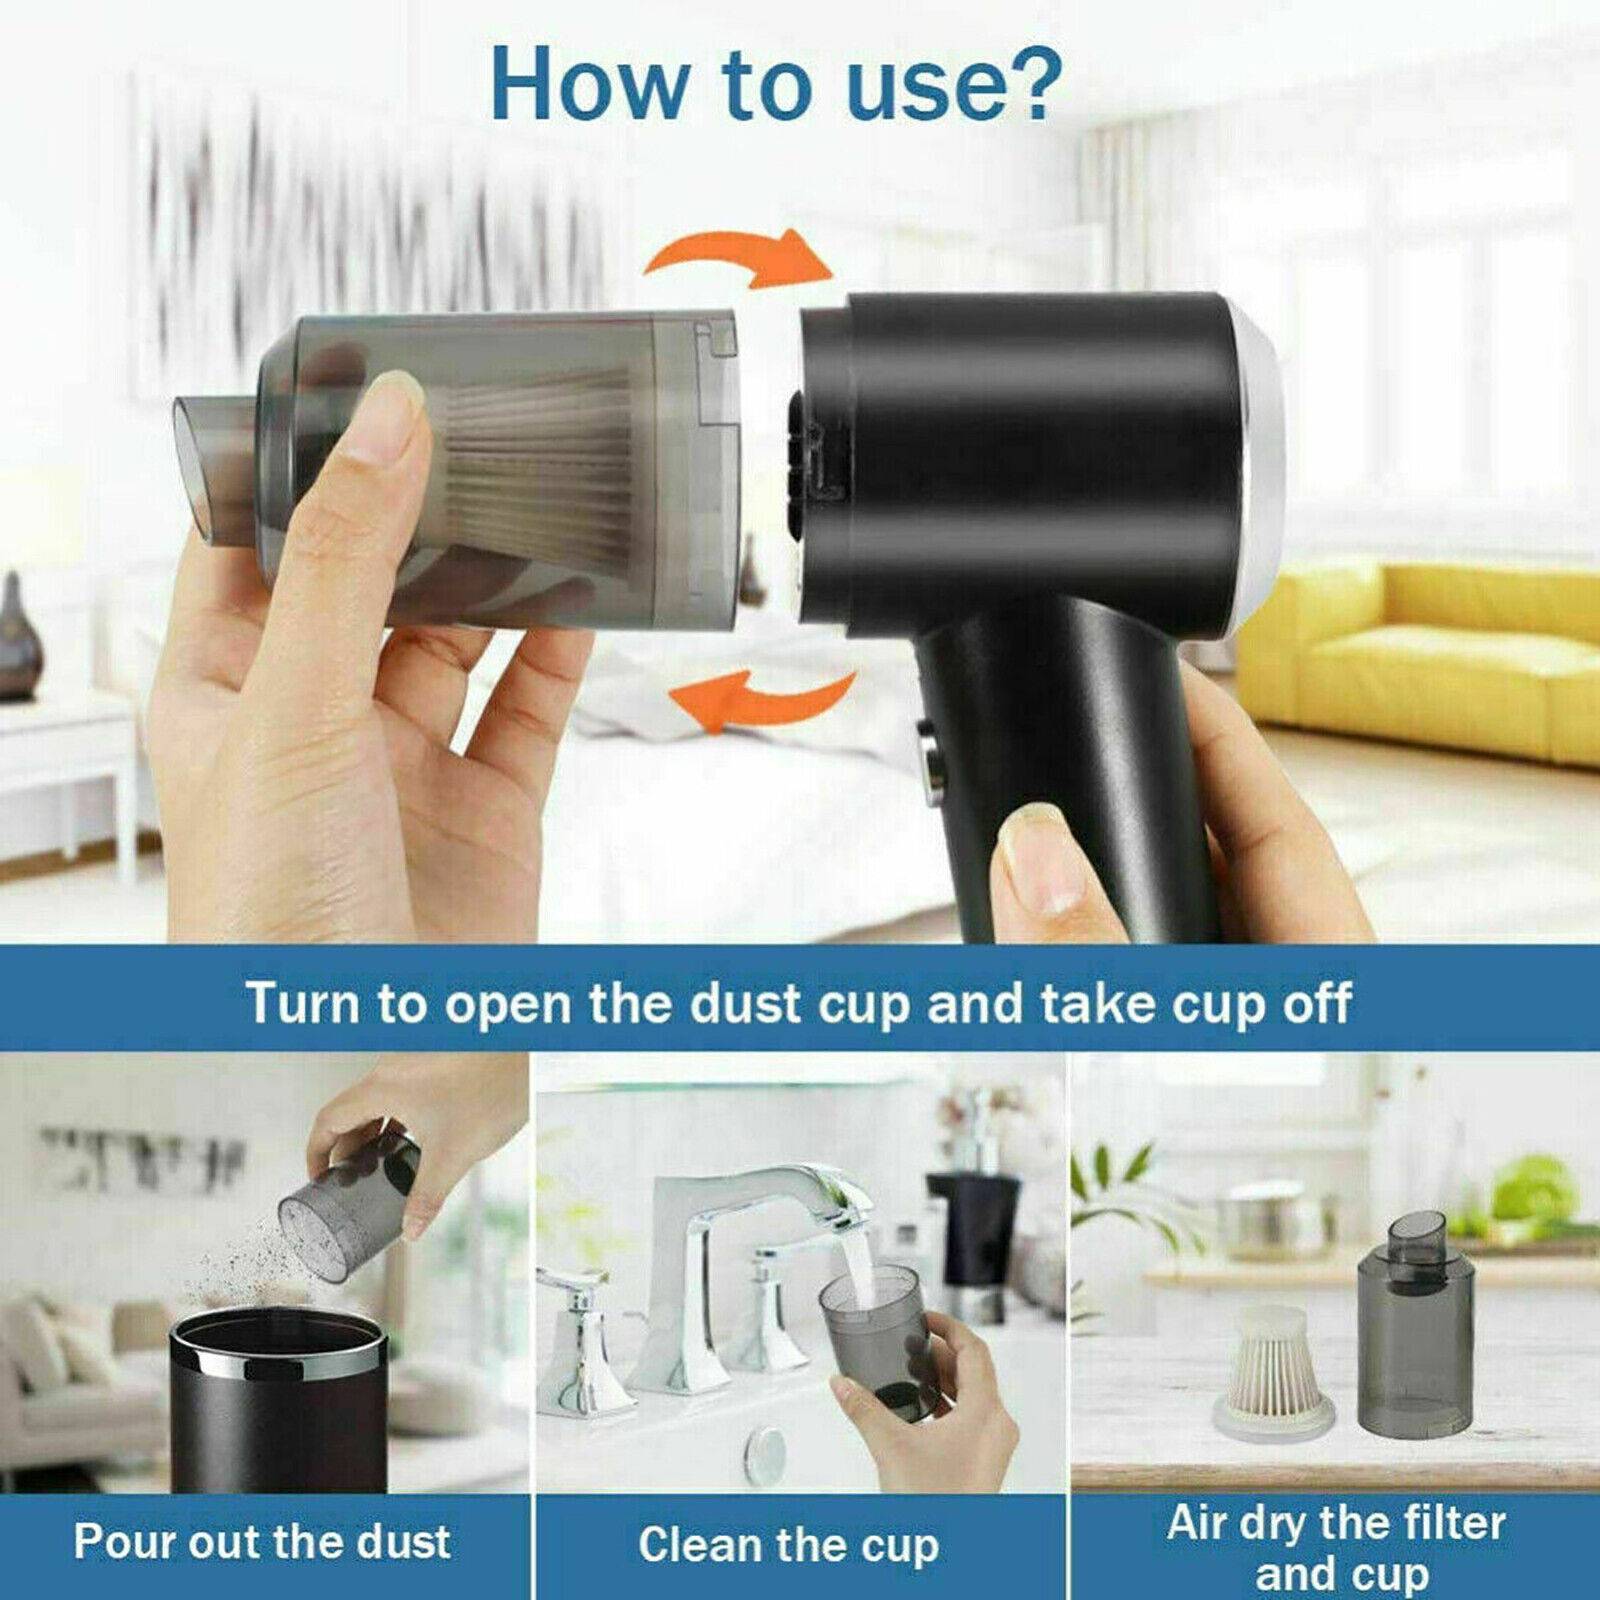 How to use?
Turn to open the dust cup and take cup off
Pour out the dust
Clean the cup
Air dry the filter
and cup